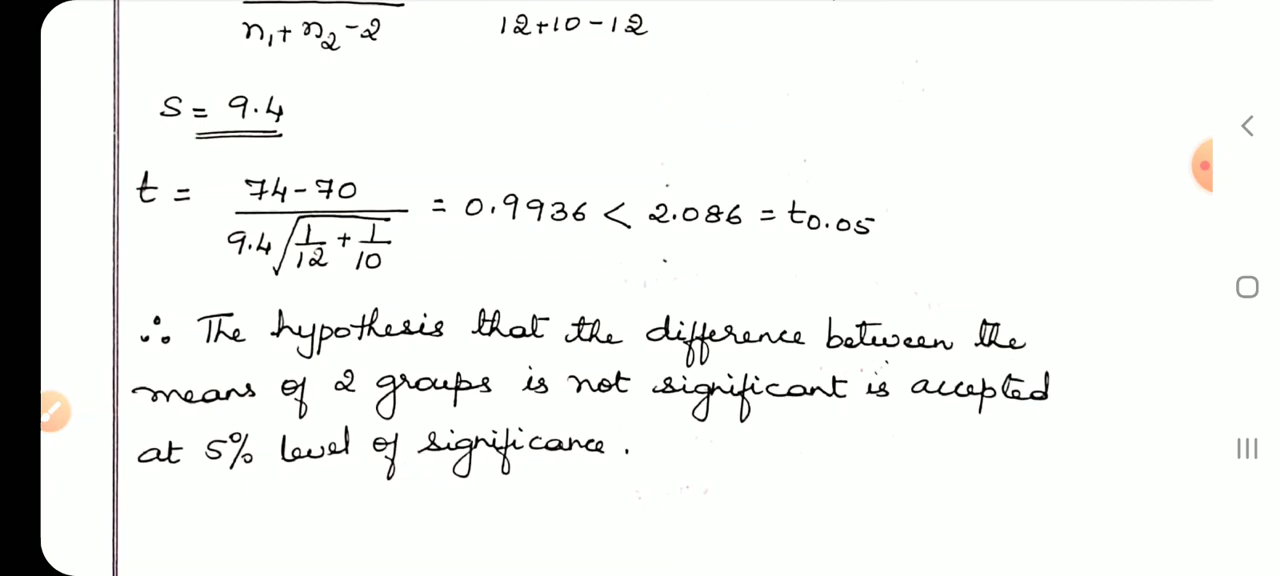 n₁ + n₂ - 2    12+10-12
S = 9.4
t = (74-70) / (9.4 √(1/12 + 1/10)) = 0.9936 < 2.086 = t0.05
∴ The hypothesis that the difference between the
means of 2 groups is not significant is accepted
at 5% level of significance.